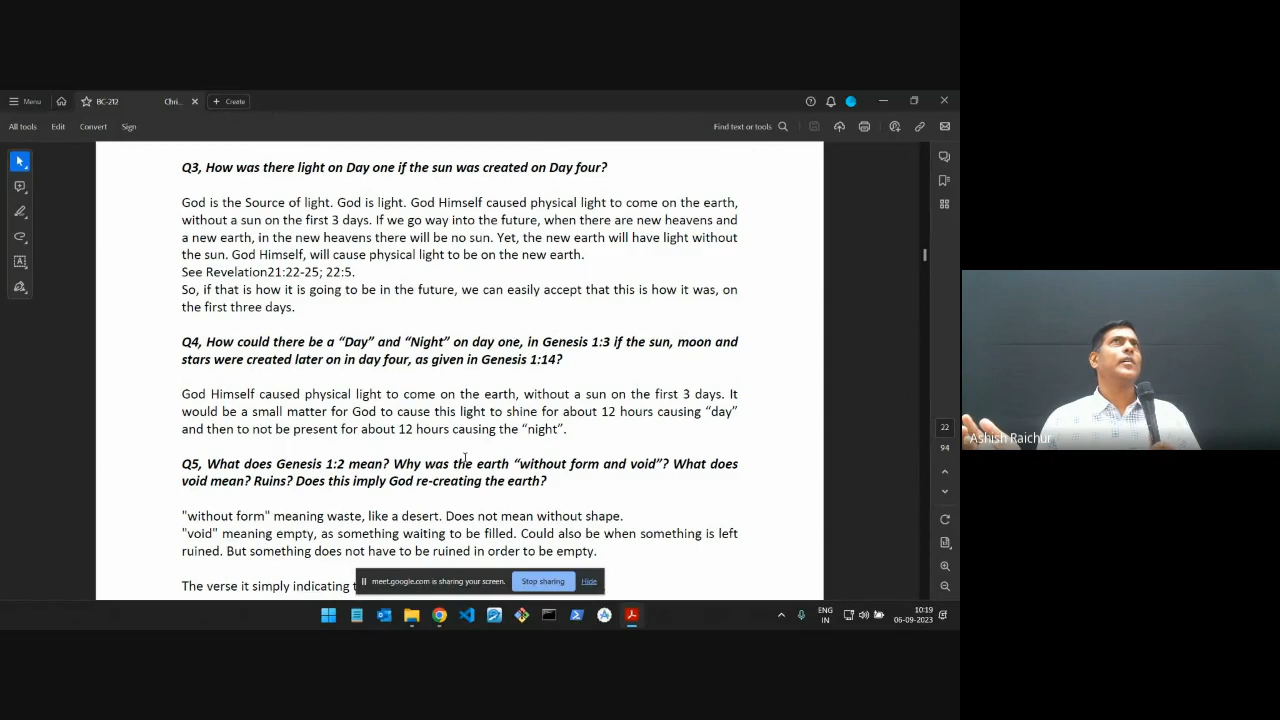 Menu
BC-212
Chri...
Create
All tools
Edit
Convert
Sign
Find text or tools
Q3, How was there light on Day one if the sun was created on Day four?
God is the Source of light. God is light. God Himself caused physical light to come on the earth,
without a sun on the first 3 days. If we go way into the future, when there are new heavens and
a new earth, in the new heavens there will be no sun. Yet, the new earth will have light without
the sun. God Himself, will cause physical light to be on the new earth.
See Revelation21:22-25; 22:5.
So, if that is how it is going to be in the future, we can easily accept that this is how it was, on
the first three days.
Q4, How could there be a “Day” and “Night” on day one, in Genesis 1:3 if the sun, moon and
stars were created later on in day four, as given in Genesis 1:14?
God Himself caused physical light to come on the earth, without a sun on the first 3 days. It
would be a small matter for God to cause this light to shine for about 12 hours causing “day”
and then to not be present for about 12 hours causing the “night”.
Q5, What does Genesis 1:2 mean? Why was the earth “without form and void”? What does
void mean? Ruins? Does this imply God re-creating the earth?
"without form" meaning waste, like a desert. Does not mean without shape.
"void" meaning empty, as something waiting to be filled. Could also be when something is left
ruined. But something does not have to be ruined in order to be empty.
The verse it simply indicating
meet.google.com is sharing your screen.
Stop sharing
Hide
22
94
ENG
IN
10:19
06-09-2023
Ashish Raichur